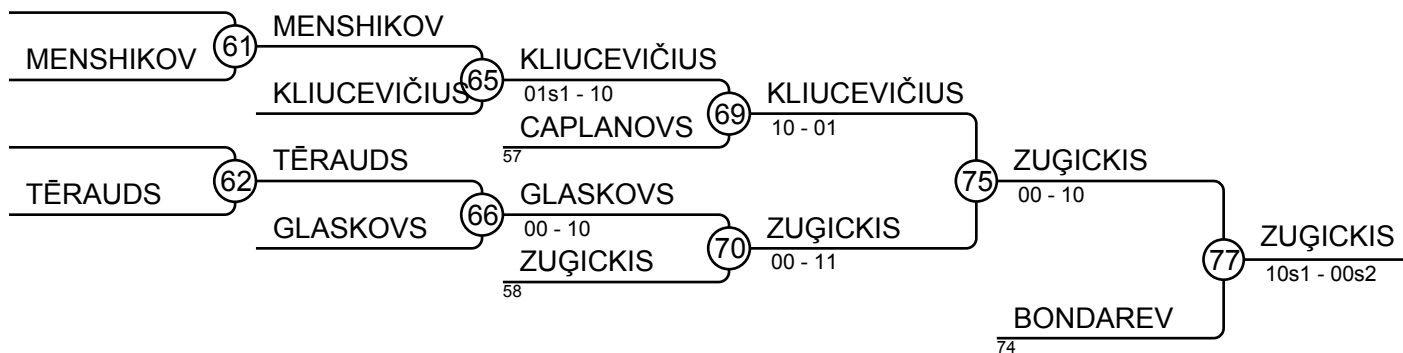 MENSHIKOV
61
MENSHIKOV
KLIUCEVIČIUS
65
KLIUCEVIČIUS
01s1 - 10
CAPLANOVS
57
69
KLIUCEVIČIUS
10 - 01
TĒRAUDS
62
TĒRAUDS
GLASKOVS
66
GLASKOVS
00 - 10
ZUĢICKIS
58
70
ZUĢICKIS
00 - 11
75
ZUĢICKIS
00 - 10
BONDAREV
74
77
ZUĢICKIS
10s1 - 00s2